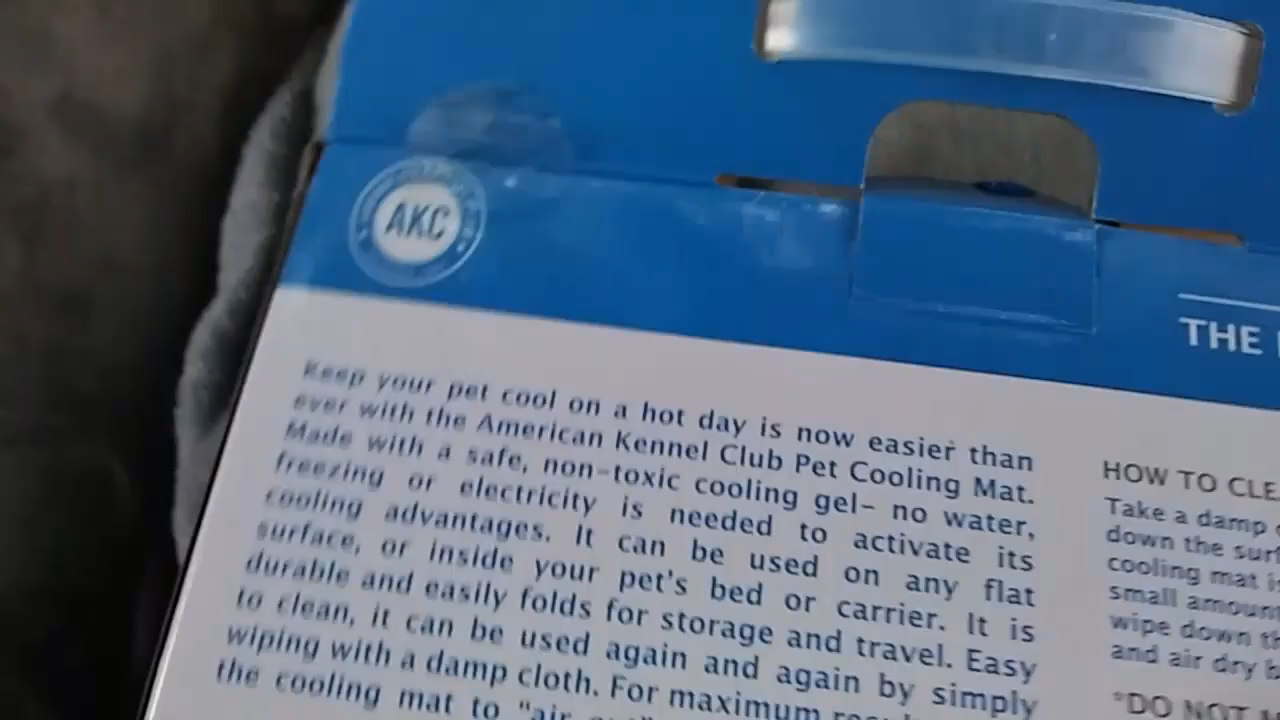 AKC
THE
Keep your pet cool on a hot day is now easier than
ever with the American Kennel Club Pet Cooling Mat.
Made with a safe, non-toxic cooling gel- no water,
freezing or electricity is needed to activate its
cooling advantages. It can be used on any flat
surface, or inside your pet's bed or carrier. It is
durable and easily folds for storage and travel. Easy
to clean, it can be used again and again by simply
wiping with a damp cloth. For maximum
the cooling mat to "air
HOW TO CLE
Take a damp
down the sur
cooling mat
small amoun
wipe down th
and air dry
*DO NOT